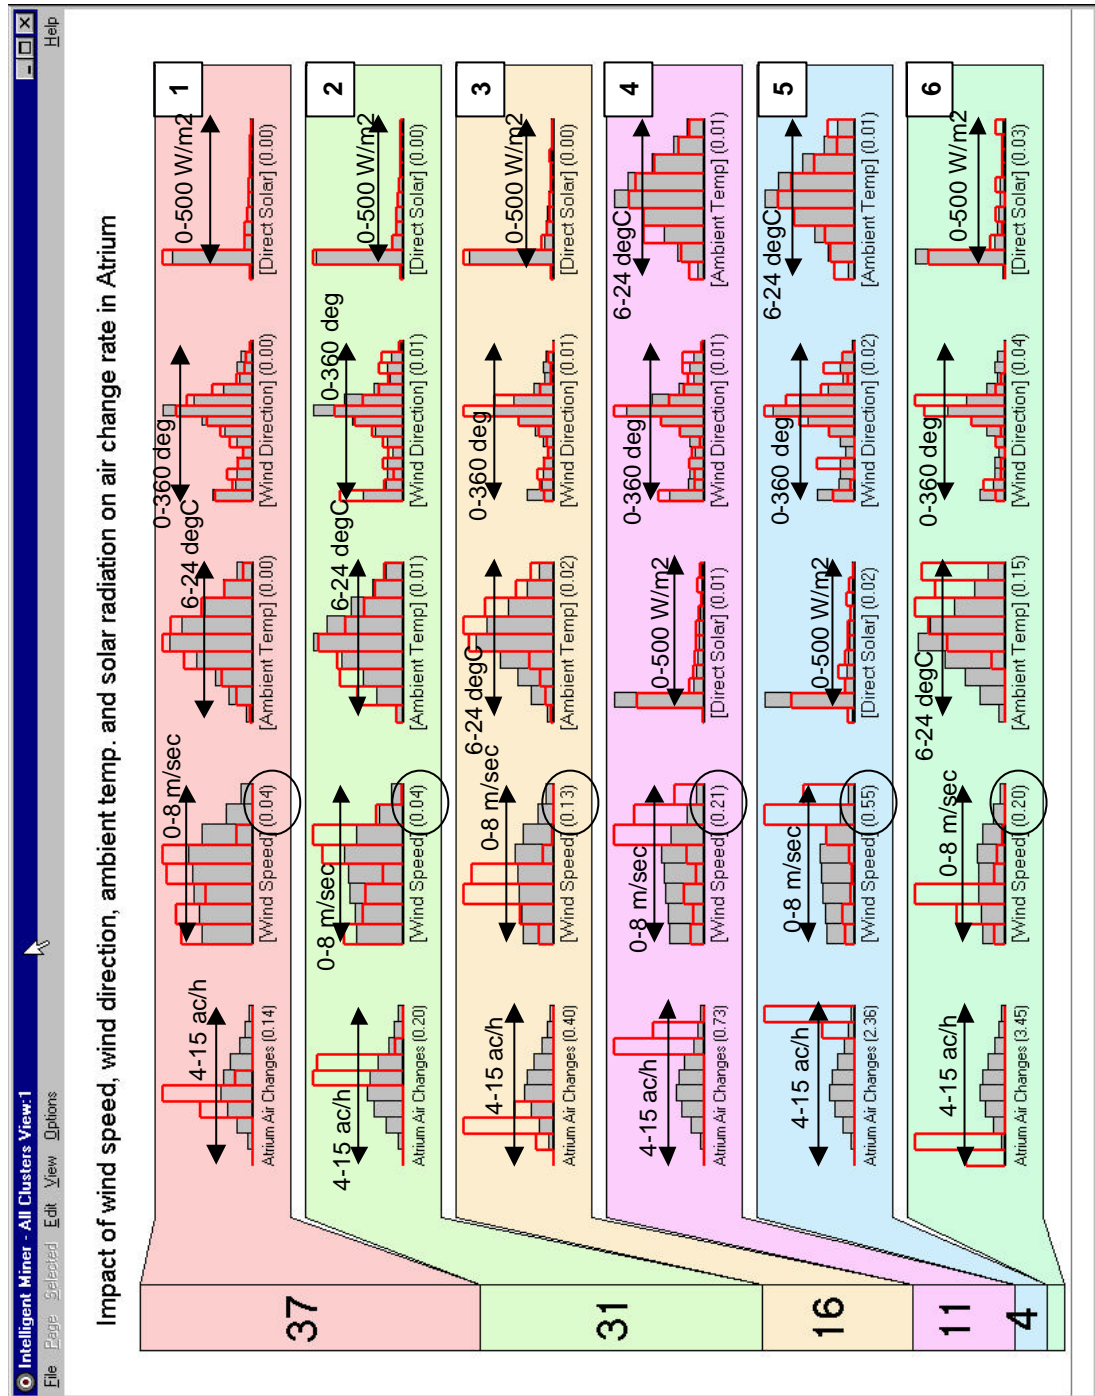 Intelligent Miner - All Clusters View:1
File Page Selected Edit View Options Help
Impact of wind speed, wind direction, ambient temp. and solar radiation on air change rate in Atrium
37
4-15 ac/h
0-8 m/sec
6-24 degC
0-360 deg
0-500 W/m2
1
Atrium Air Changes (0.14)
[Wind Speed] (0.04)
[Ambient Temp] (0.00)
[Wind Direction] (0.00)
[Direct Solar] (0.00)
31
4-15 ac/h
0-8 m/sec
6-24 degC
0-360 deg
0-500 W/m2
2
Atrium Air Changes (0.20)
[Wind Speed] (0.04)
[Ambient Temp] (0.01)
[Wind Direction] (0.01)
[Direct Solar] (0.00)
16
4-15 ac/h
0-8 m/sec
6-24 degC
0-360 deg
0-500 W/m2
3
Atrium Air Changes (0.40)
[Wind Speed] (0.13)
[Ambient Temp] (0.02)
[Wind Direction] (0.01)
[Direct Solar] (0.00)
11
4-15 ac/h
0-8 m/sec
0-500 W/m2
0-360 deg
6-24 degC
4
Atrium Air Changes (0.73)
[Wind Speed] (0.21)
[Direct Solar] (0.01)
[Wind Direction] (0.01)
[Ambient Temp] (0.01)
4
4-15 ac/h
0-8 m/sec
0-500 W/m2
0-360 deg
6-24 degC
5
Atrium Air Changes (2.36)
[Wind Speed] (0.55)
[Direct Solar] (0.02)
[Wind Direction] (0.02)
[Ambient Temp] (0.01)
4-15 ac/h
0-8 m/sec
6-24 degC
0-360 deg
0-500 W/m2
6
Atrium Air Changes (3.45)
[Wind Speed] (0.20)
[Ambient Temp] (0.15)
[Wind Direction] (0.04)
[Direct Solar] (0.03)